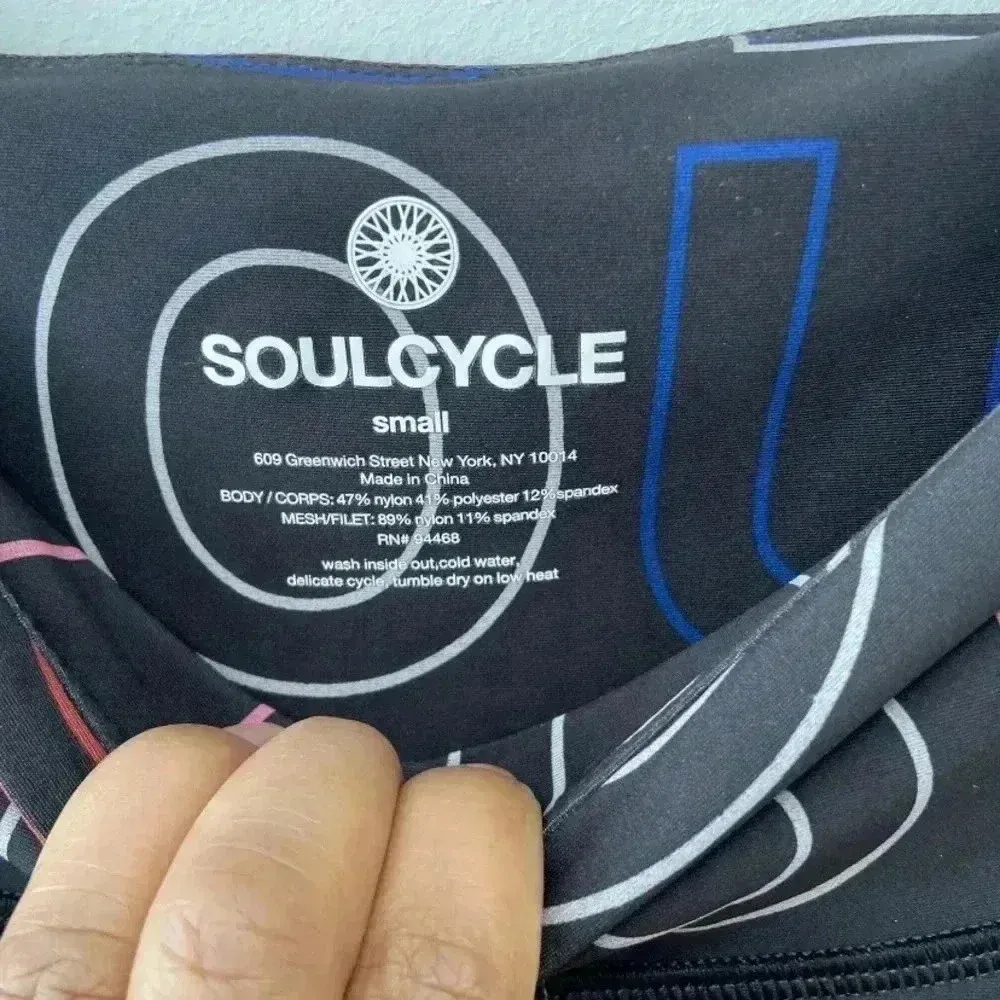 SOULCYCLE
small
609 Greenwich Street New York, NY 10014
Made in China
BODY / CORPS: 47% nylon 41% polyester 12% spandex
MESH/FILET: 89% nylon 11% spandex
RN# 94468
wash inside out,cold water,
delicate cycle, tumble dry on low heat